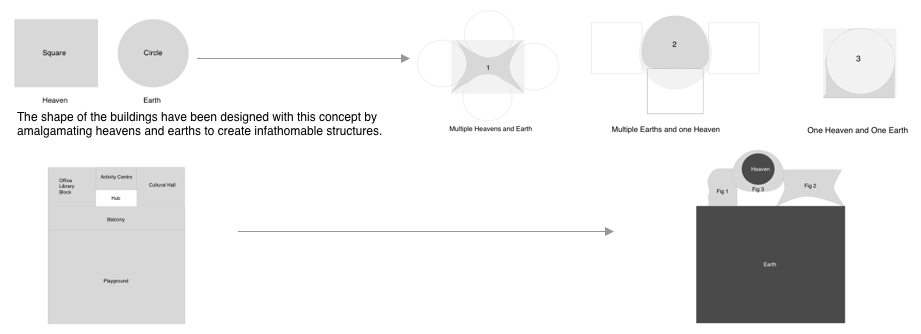 Square
Circle
Heaven
Earth
The shape of the buildings have been designed with this concept by
amalgamating heavens and earths to create infathomable structures.
1
Multiple Heavens and Earth
2
Multiple Earths and one Heaven
3
One Heaven and One Earth
Office
Library
Block
Activity Centre
Hub
Cultural Hall
Balcony
Playground
Heaven
Fig 1
Fig 3
Fig 2
Earth